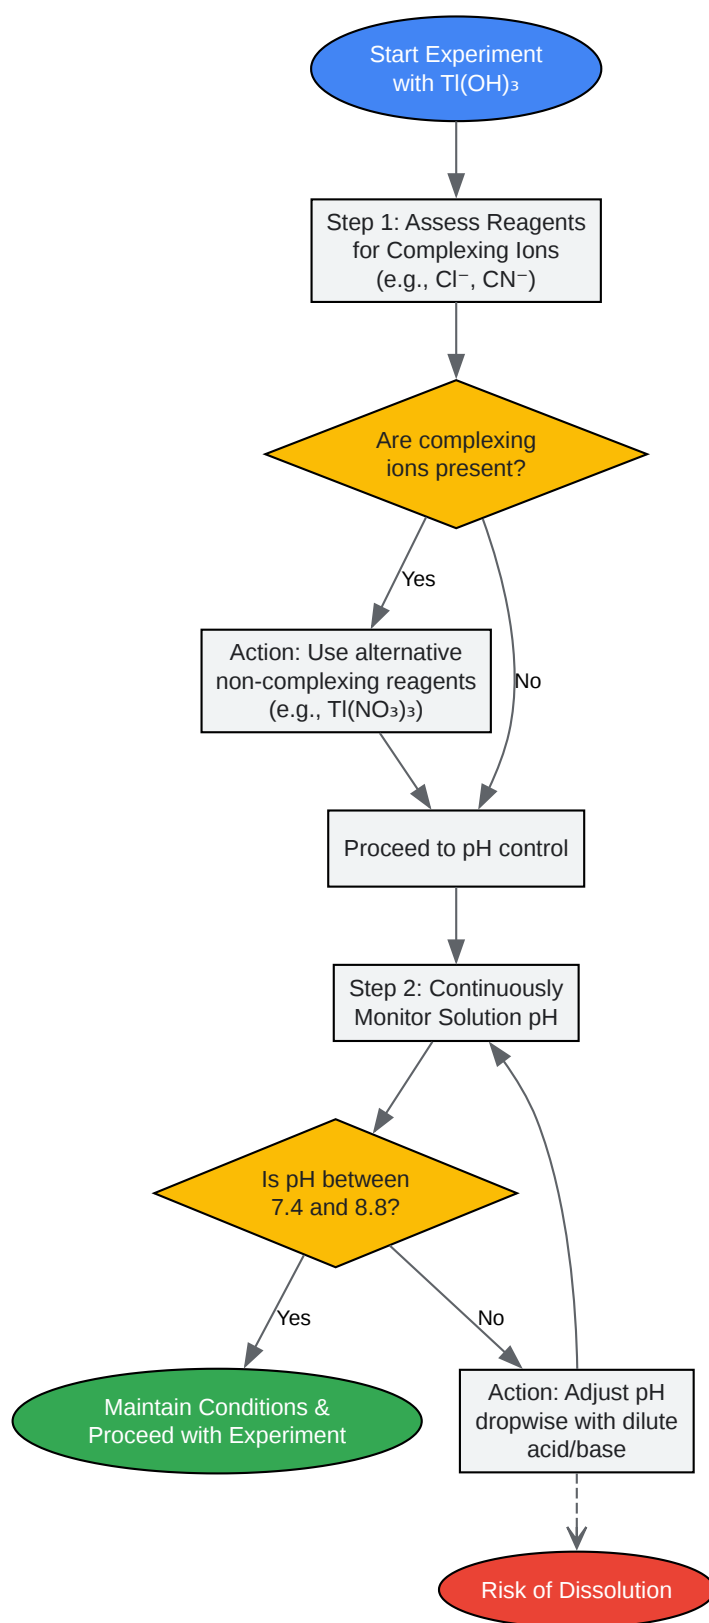 Start Experiment
with Tl(OH)₃
Step 1: Assess Reagents
for Complexing Ions
(e.g., Cl⁻, CN⁻)
Are complexing
ions present?
Yes
No
Action: Use alternative
non-complexing reagents
(e.g., Tl(NO₃)₃)
Proceed to pH control
Step 2: Continuously
Monitor Solution pH
Is pH between
7.4 and 8.8?
Yes
No
Maintain Conditions &
Proceed with Experiment
Action: Adjust pH
dropwise with dilute
acid/base
Risk of Dissolution